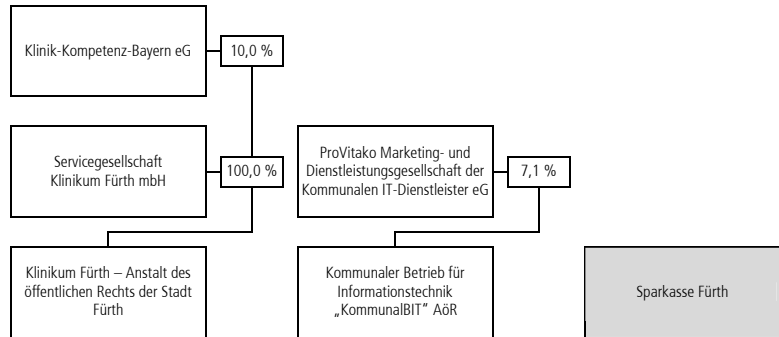 Klinik-Kompetenz-Bayern eG
10,0 %
Servicegesellschaft
Klinikum Fürth mbH
100,0 %
ProVitako Marketing- und
Dienstleistungsgesellschaft der
Kommunalen IT-Dienstleister eG
7,1 %
Klinikum Fürth – Anstalt des
öffentlichen Rechts der Stadt
Fürth
Kommunaler Betrieb für
Informationstechnik
„KommunalBIT" AöR
Sparkasse Fürth